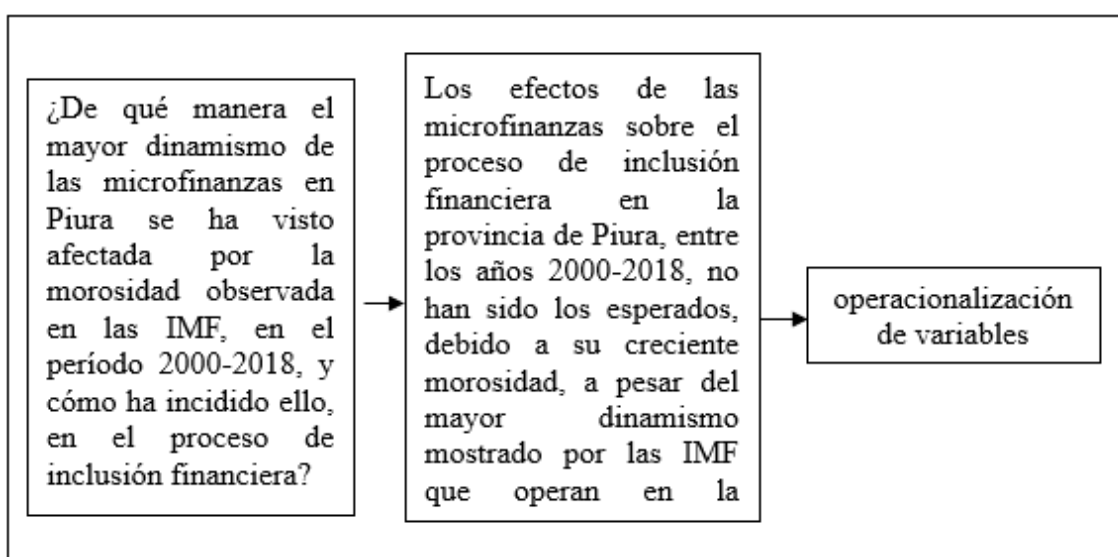 ¿De qué manera el
mayor dinamismo de
las microfinanzas en
Piura se ha visto
afectada por la
morosidad observada
en las IMF, en el
período 2000-2018, y
cómo ha incidido ello,
en el proceso de
inclusión financiera?
Los efectos de las
microfinanzas sobre el
proceso de inclusión
financiera en la
provincia de Piura, entre
los años 2000-2018, no
han sido los esperados,
debido a su creciente
morosidad, a pesar del
mayor dinamismo
mostrado por las IMF
que operan en la
operacionalización
de variables